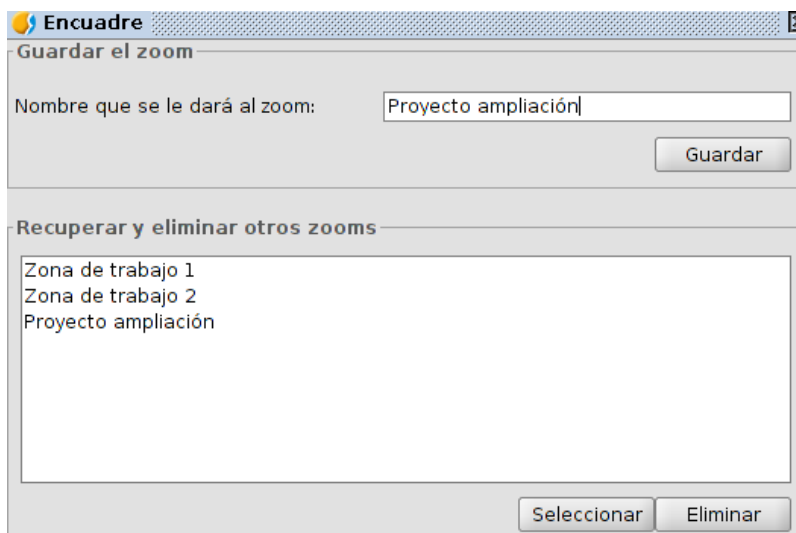 Encuadre
Guardar el zoom
Nombre que se le dará al zoom: Proyecto ampliación
Guardar
Recuperar y eliminar otros zooms
Zona de trabajo 1
Zona de trabajo 2
Proyecto ampliación
Seleccionar Eliminar